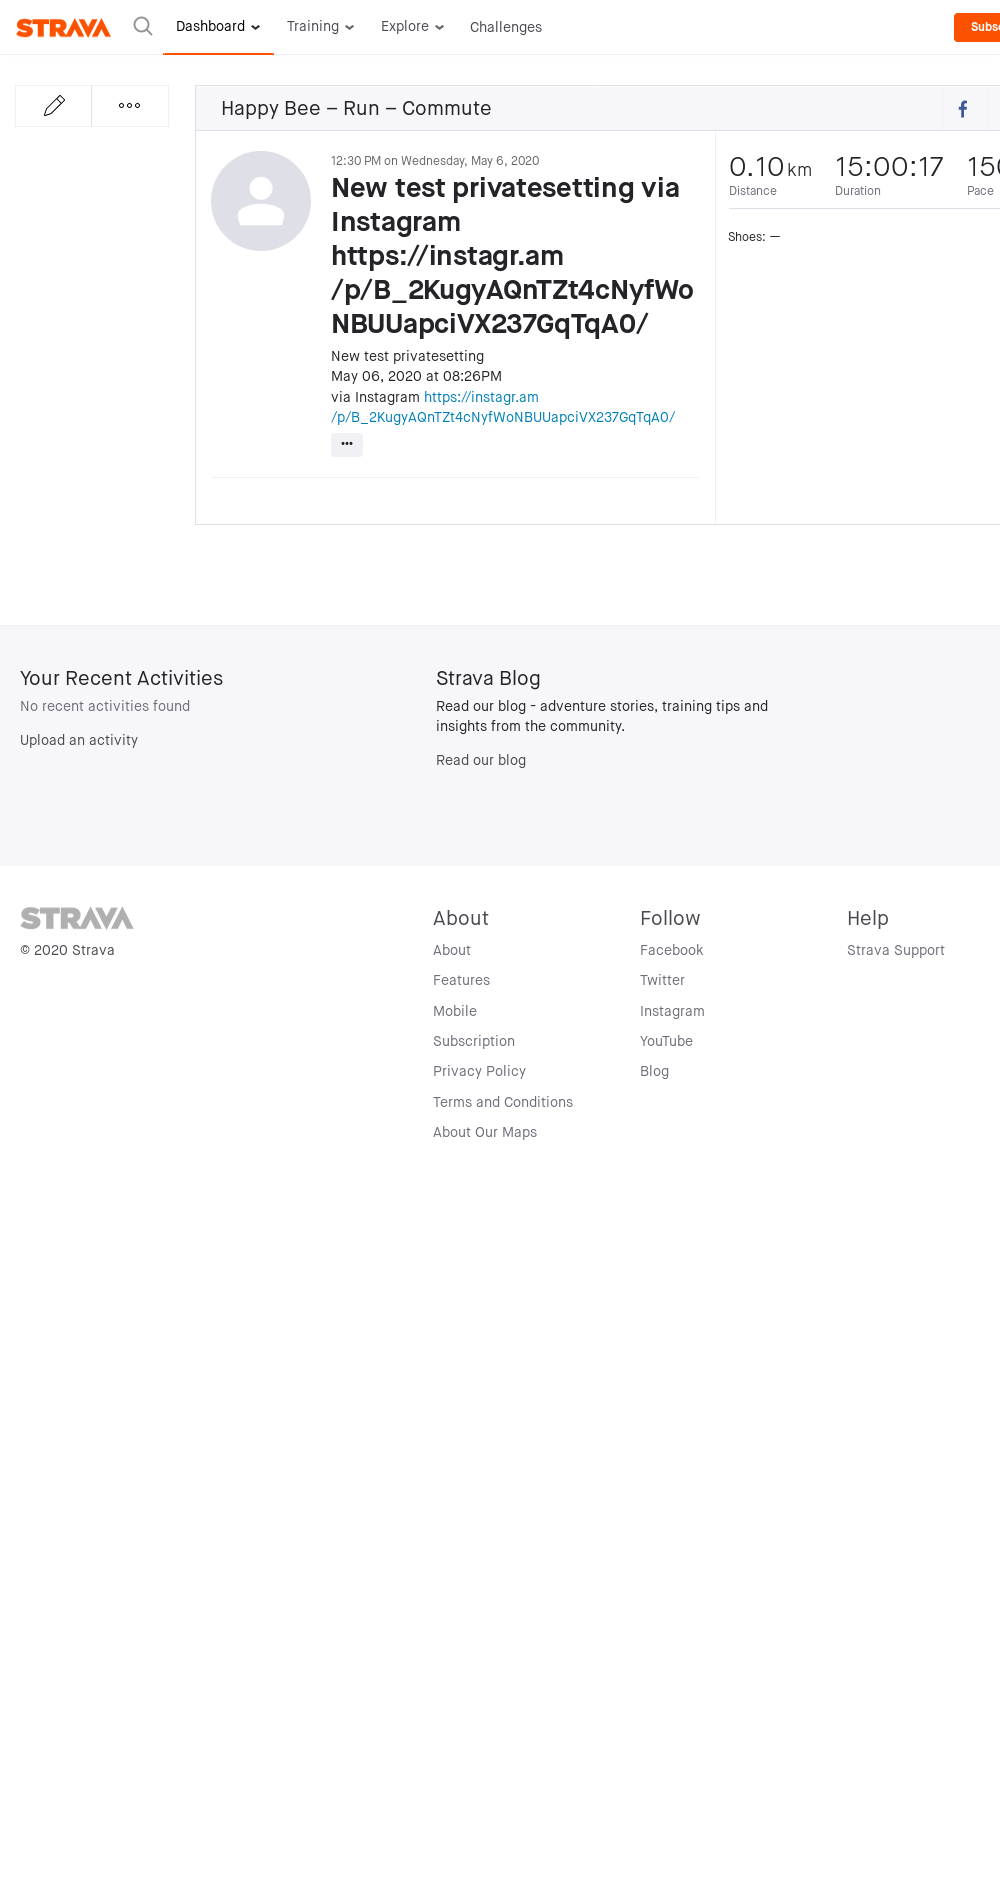 STRAVA
Dashboard
Training
Explore
Challenges
Happy Bee – Run – Commute
12:30 PM on Wednesday, May 6, 2020
New test privatesetting via
Instagram
https://instagr.am
/p/B_2KugyAQnTZt4cNyfWo
NBUUapciVX237GqTqA0/
New test privatesetting
May 06, 2020 at 08:26PM
via Instagram https://instagr.am
/p/B_2KugyAQnTZt4cNyfWoNBUUapciVX237GqTqA0/
0.10 km
Distance
15:00:17
Duration
Pace
Shoes: —
Your Recent Activities
No recent activities found
Upload an activity
Strava Blog
Read our blog - adventure stories, training tips and
insights from the community.
Read our blog
STRAVA
© 2020 Strava
About
About
Features
Mobile
Subscription
Privacy Policy
Terms and Conditions
About Our Maps
Follow
Facebook
Twitter
Instagram
YouTube
Blog
Help
Strava Support